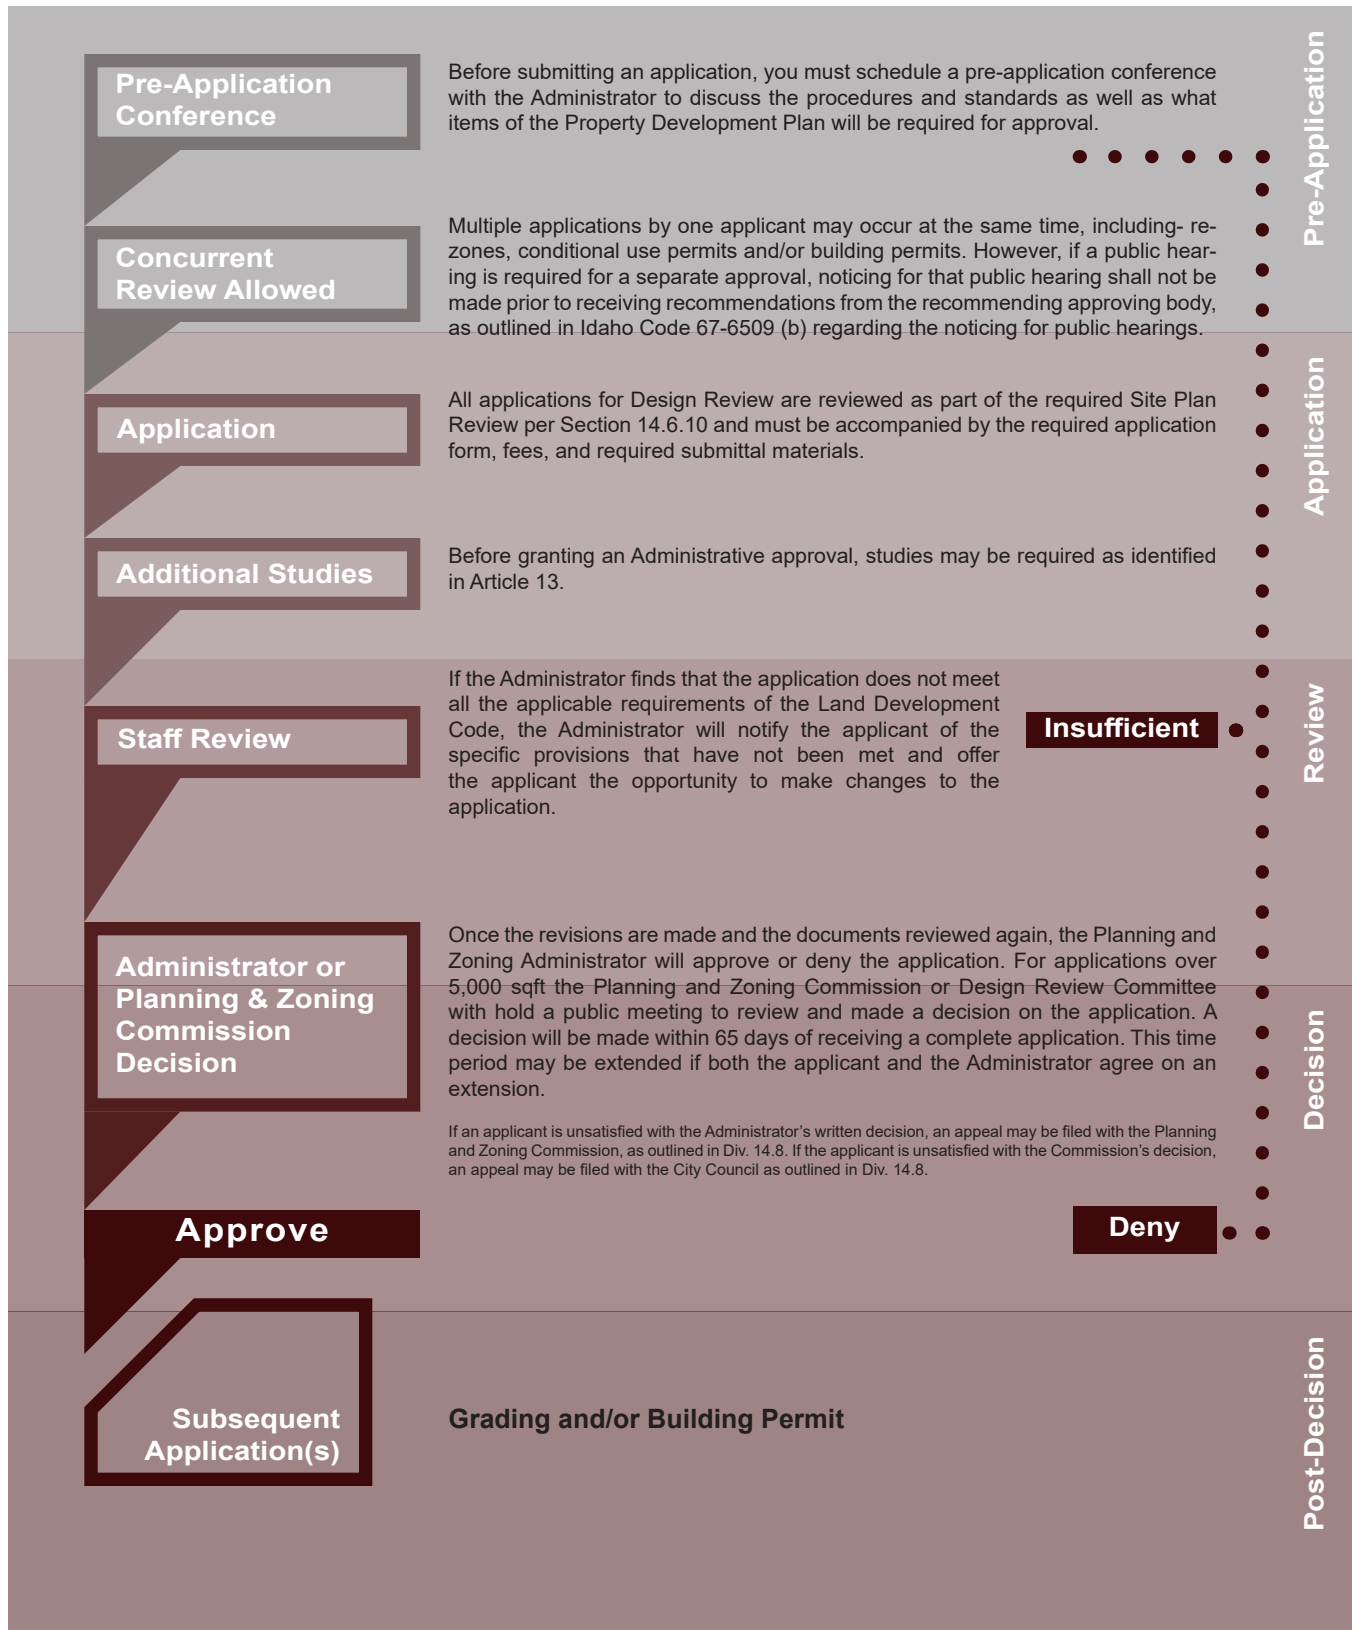 Pre-Application
Conference
Before submitting an application, you must schedule a pre-application conference
with the Administrator to discuss the procedures and standards as well as what
items of the Property Development Plan will be required for approval.
Pre-Application
Concurrent
Review Allowed
Multiple applications by one applicant may occur at the same time, including- re-
zones, conditional use permits and/or building permits. However, if a public hear-
ing is required for a separate approval, noticing for that public hearing shall not be
made prior to receiving recommendations from the recommending approving body,
as outlined in Idaho Code 67-6509 (b) regarding the noticing for public hearings.
Application
All applications for Design Review are reviewed as part of the required Site Plan
Review per Section 14.6.10 and must be accompanied by the required application
form, fees, and required submittal materials.
Application
Additional Studies
Before granting an Administrative approval, studies may be required as identified
in Article 13.
Staff Review
If the Administrator finds that the application does not meet
all the applicable requirements of the Land Development
Code, the Administrator will notify the applicant of the
specific provisions that have not been met and offer
the applicant the opportunity to make changes to the
application.
Insufficient
Review
Administrator or
Planning & Zoning
Commission
Decision
Once the revisions are made and the documents reviewed again, the Planning and
Zoning Administrator will approve or deny the application. For applications over
5,000 sqft the Planning and Zoning Commission or Design Review Committee
with hold a public meeting to review and made a decision on the application. A
decision will be made within 65 days of receiving a complete application. This time
period may be extended if both the applicant and the Administrator agree on an
extension.
If an applicant is unsatisfied with the Administrator's written decision, an appeal may be filed with the Planning
and Zoning Commission, as outlined in Div. 14.8. If the applicant is unsatisfied with the Commission's decision,
an appeal may be filed with the City Council as outlined in Div. 14.8.
Decision
Approve
Deny
Subsequent
Application(s)
Grading and/or Building Permit
Post-Decision